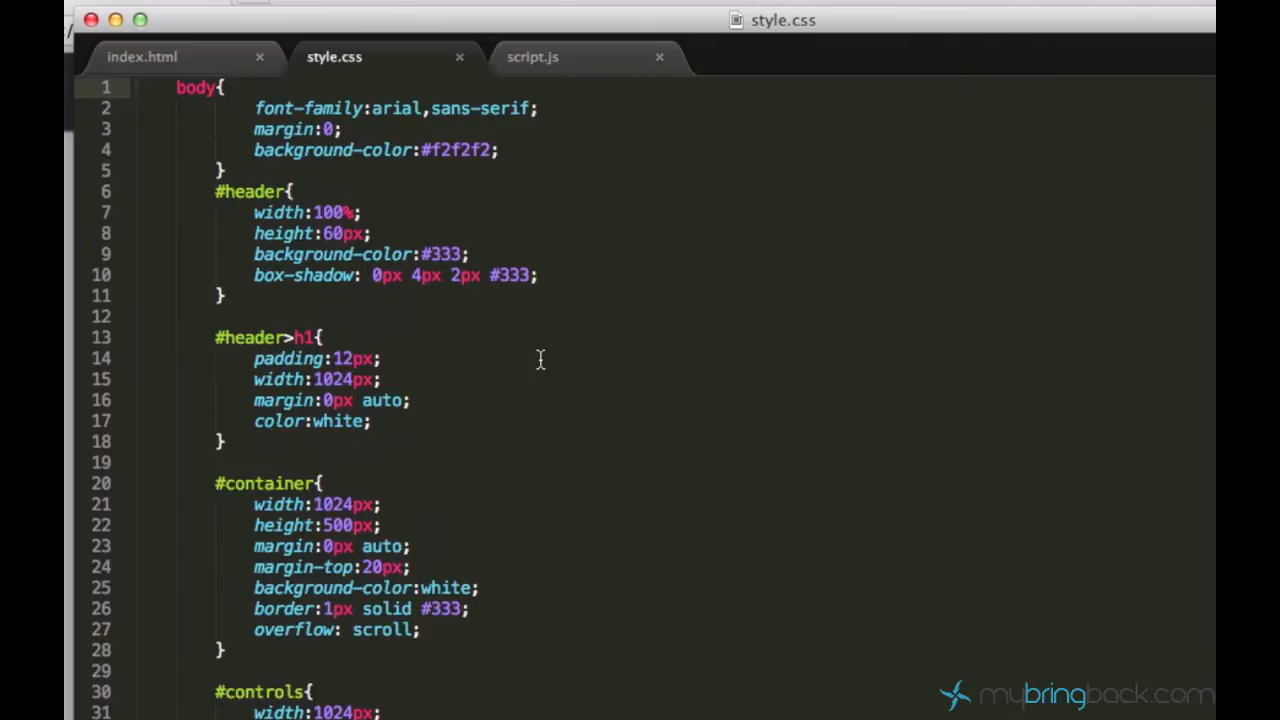 style.css
index.html × style.css × script.js ×
1 body{
2 font-family:arial,sans-serif;
3 margin:0;
4 background-color:#f2f2f2;
5 }
6 #header{
7 width:100%;
8 height:60px;
9 background-color:#333;
10 box-shadow: 0px 4px 2px #333;
11 }
12
13 #header>h1{
14 padding:12px;
15 width:1024px;
16 margin:0px auto;
17 color:white;
18 }
19
20 #container{
21 width:1024px;
22 height:500px;
23 margin:0px auto;
24 margin-top:20px;
25 background-color:white;
26 border:1px solid #333;
27 overflow: scroll;
28 }
29
30 #controls{
31 width:1024px;
mybringback.com